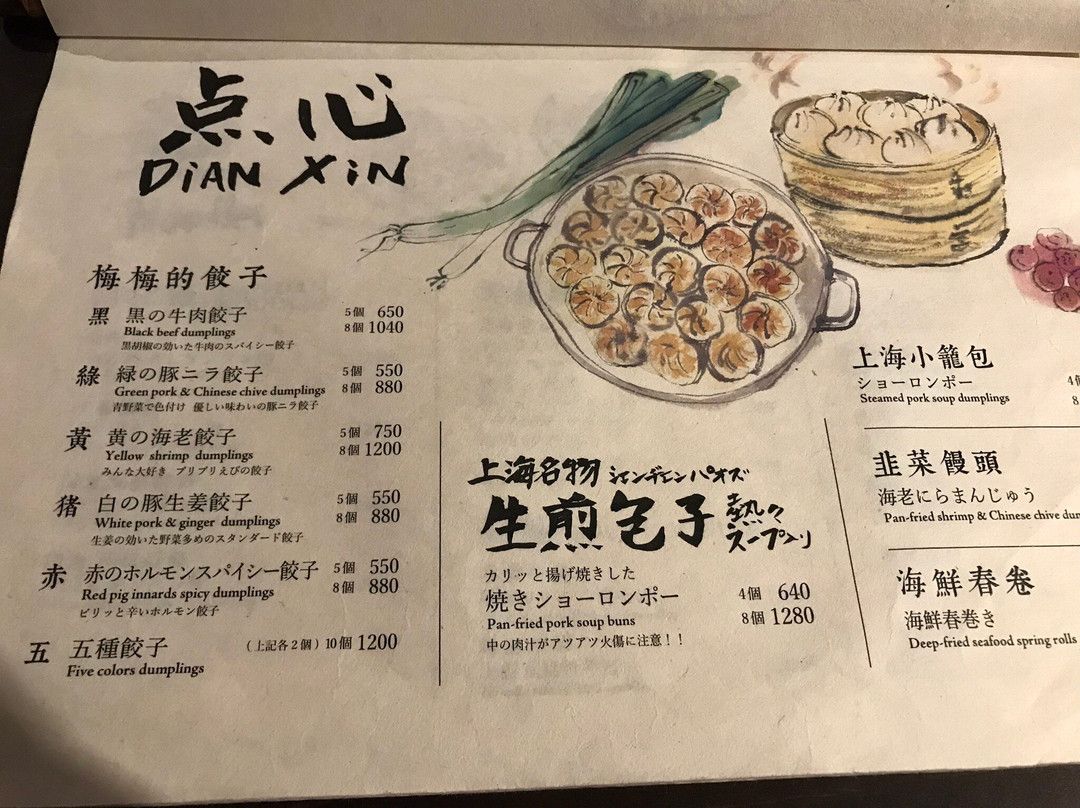 点心
DiAN XiN
梅梅的餃子
黑 黒の牛肉餃子 5個 650
Black beef dumplings 8個 1040
黒胡椒の効いた牛肉のスパイシー餃子
綠 緑の豚ニラ餃子 5個 550
Green pork & Chinese chive dumplings 8個 880
青野菜で色付け 優しい味わいの豚ニラ餃子
黃 黄の海老餃子 5個 750
Yellow shrimp dumplings 8個 1200
みんな大好き プリプリえびの餃子
猪 白の豚生姜餃子 5個 550
White pork & ginger dumplings 8個 880
生姜の効いた野菜多めのスタンダード餃子
赤 赤のホルモンスパイシー餃子 5個 550
Red pig innards spicy dumplings 8個 880
ピリッと辛いホルモン餃子
五 五種餃子 (上記各2個) 10個 1200
Five colors dumplings
上海名物 シェンヂェンパオズ
生煎包子 熱々スープ入り
カリッと揚げ焼きした
焼きショーロンポー 4個 640
Pan-fried pork soup buns 8個 1280
中の肉汁がアツアツ火傷に注意！！
上海小籠包
ショーロンポー 4個
Steamed pork soup dumplings 8
韭菜饅頭
海老にらまんじゅう
Pan-fried shrimp & Chinese chive
海鮮春卷
海鮮春巻き
Deep-fried seafood spring rolls